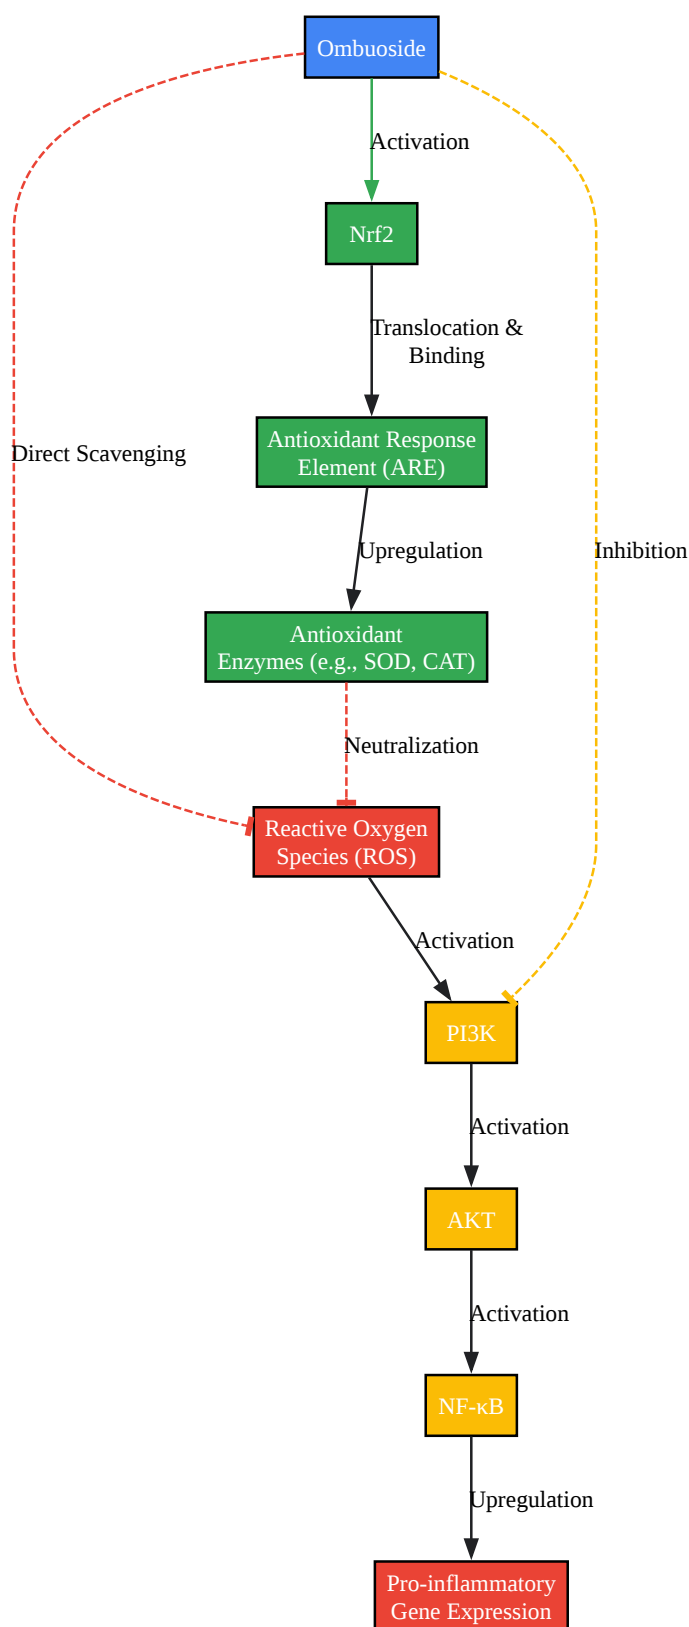 Ombuoside
Activation
Nrf2
Translocation &
Binding
Antioxidant Response
Element (ARE)
Direct Scavenging
Upregulation
Inhibition
Antioxidant
Enzymes (e.g., SOD, CAT)
Neutralization
Reactive Oxygen
Species (ROS)
Activation
PI3K
Activation
AKT
Activation
NF-κB
Upregulation
Pro-inflammatory
Gene Expression